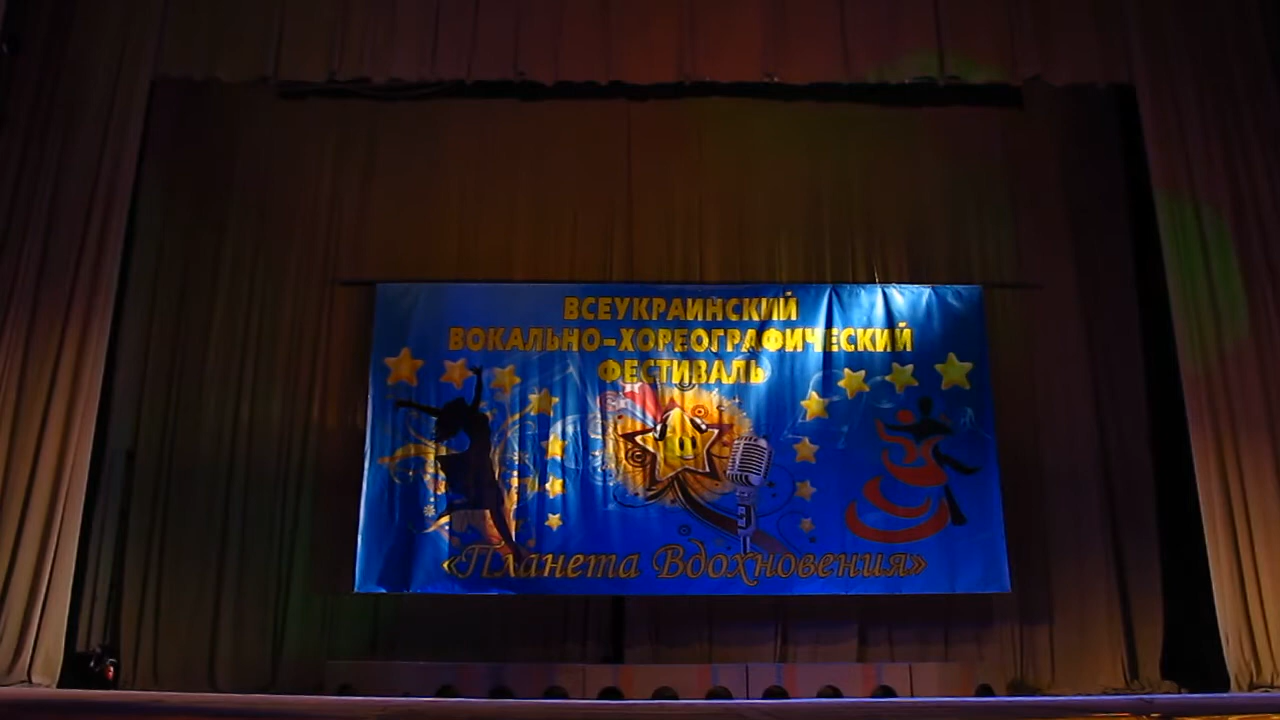 ВСЕУКРАИНСКИЙ
ВОКАЛЬНО-ХОРЕОГРАФИЧЕСКИЙ
ФЕСТИВАЛЬ
«Планета Вдохновения»